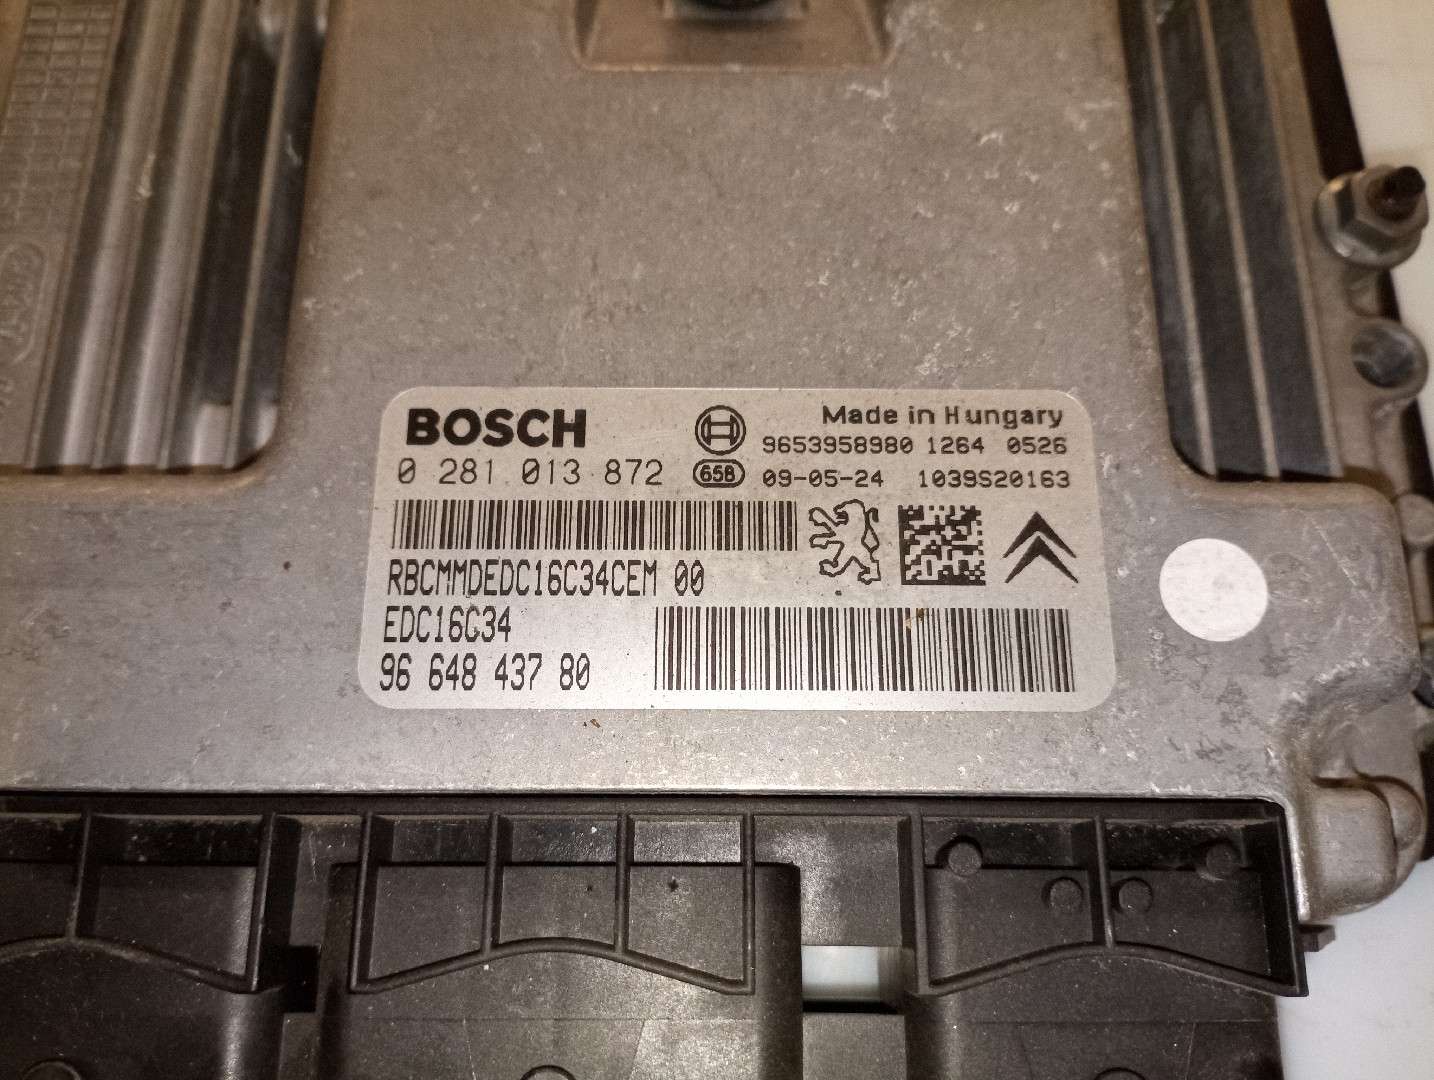 BOSCH
Made in Hungary
9653958980 1264 0526
0 281 013 872
65B
09-05-24 1039S20163
RBCMMDEDC16C34CEM 00
EDC16C34
96 648 437 80